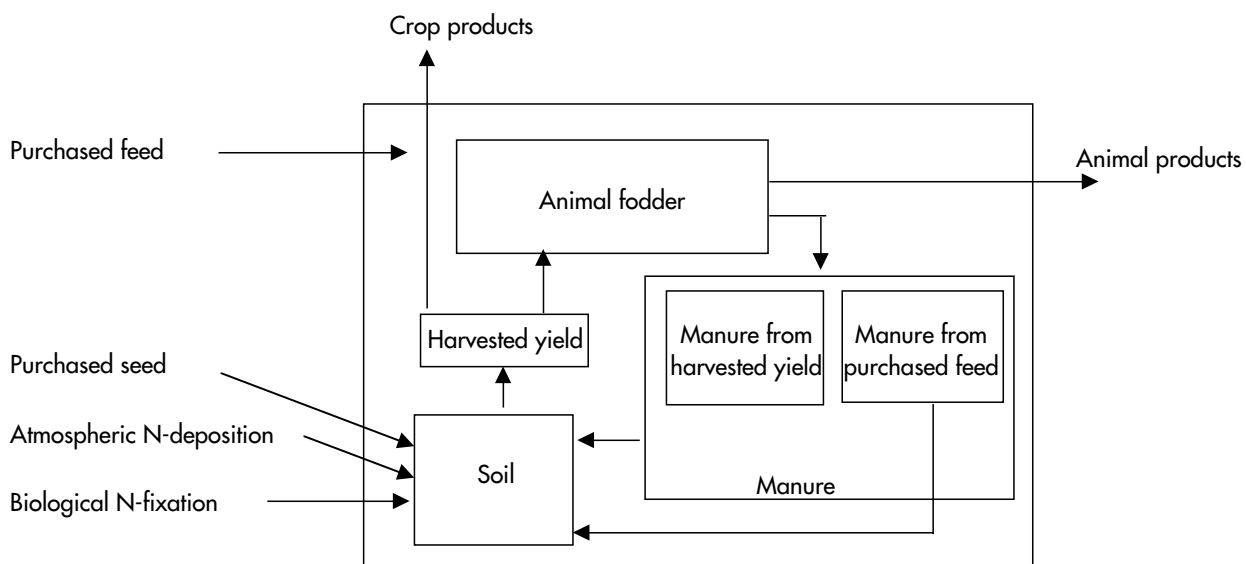 Crop products
Purchased feed
Animal products
Animal fodder
Harvested yield
Manure from
harvested yield
Manure from
purchased feed
Purchased seed
Atmospheric N-deposition
Soil
Manure
Biological N-fixation